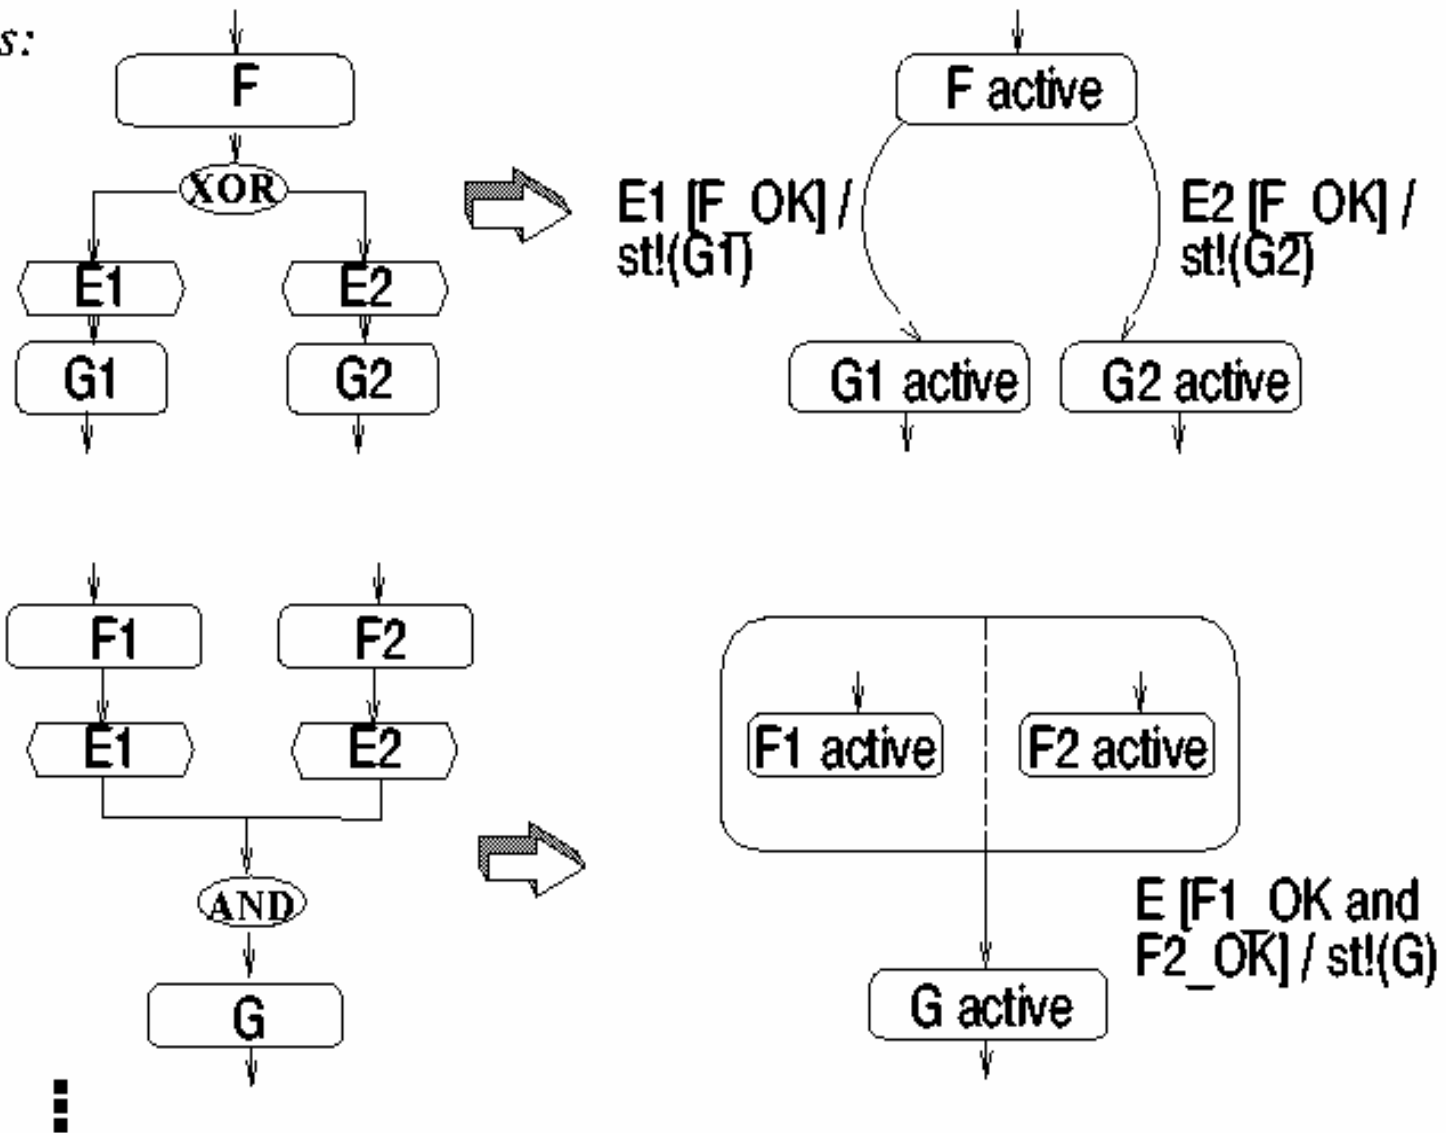 s:
F
F active
XOR
E1 [F_OK] /
st!(G1)
E2 [F_OK] /
st!(G2)
E1
E2
G1
G2
G1 active
G2 active
F1
F2
E1
E2
F1 active
F2 active
AND
E [F1_OK and
F2_OK] / st!(G)
G
G active